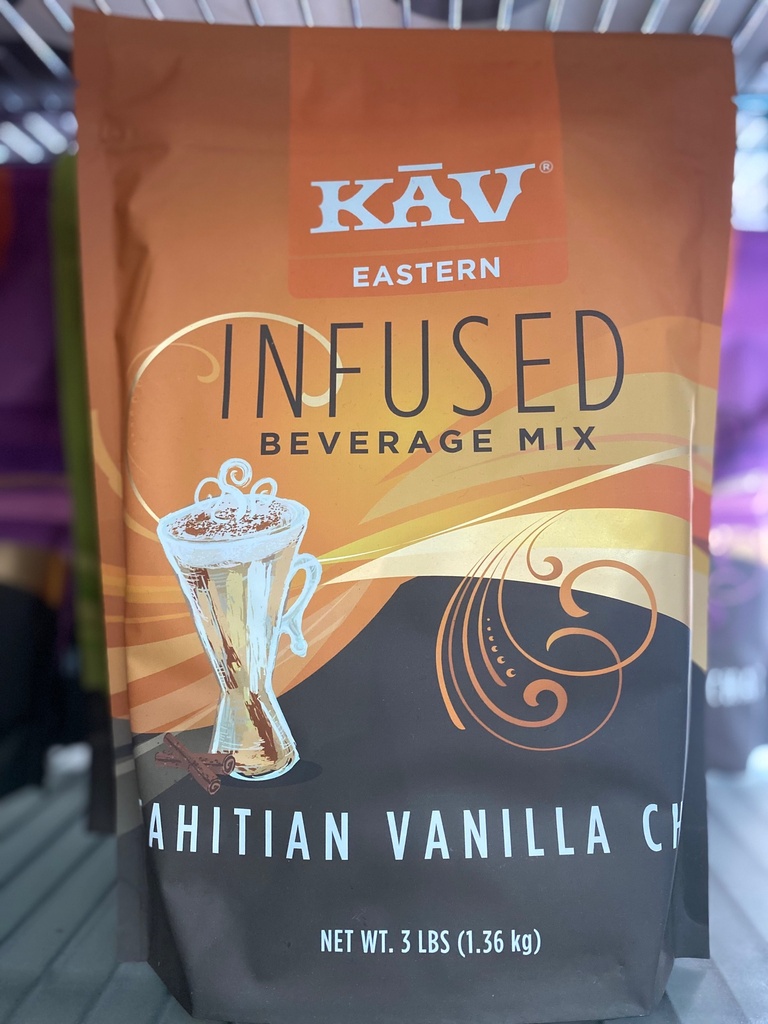 KĀV®
EASTERN
INFUSED
BEVERAGE MIX
AHITIAN VANILLA CH
NET WT. 3 LBS (1.36 kg)